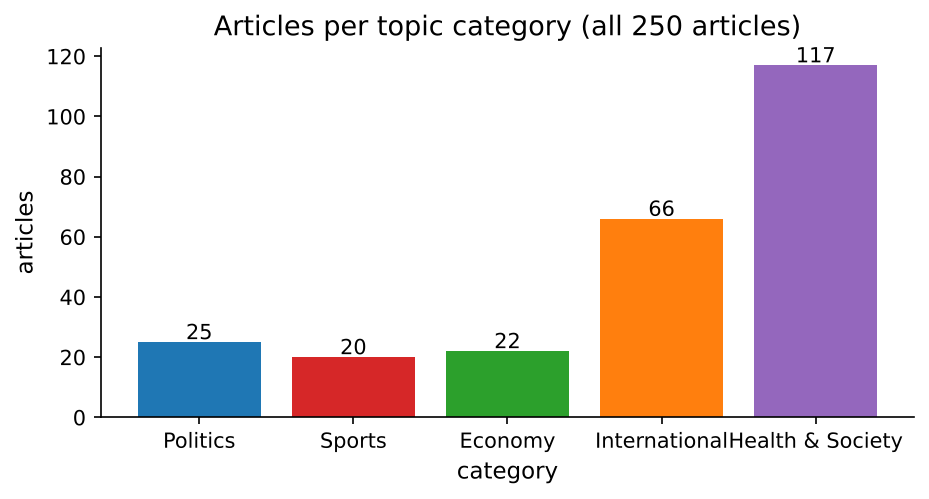 Articles per topic category (all 250 articles)
articles
120
100
80
60
40
20
0
25
20
22
66
117
Politics
Sports
Economy
International
Health & Society
category